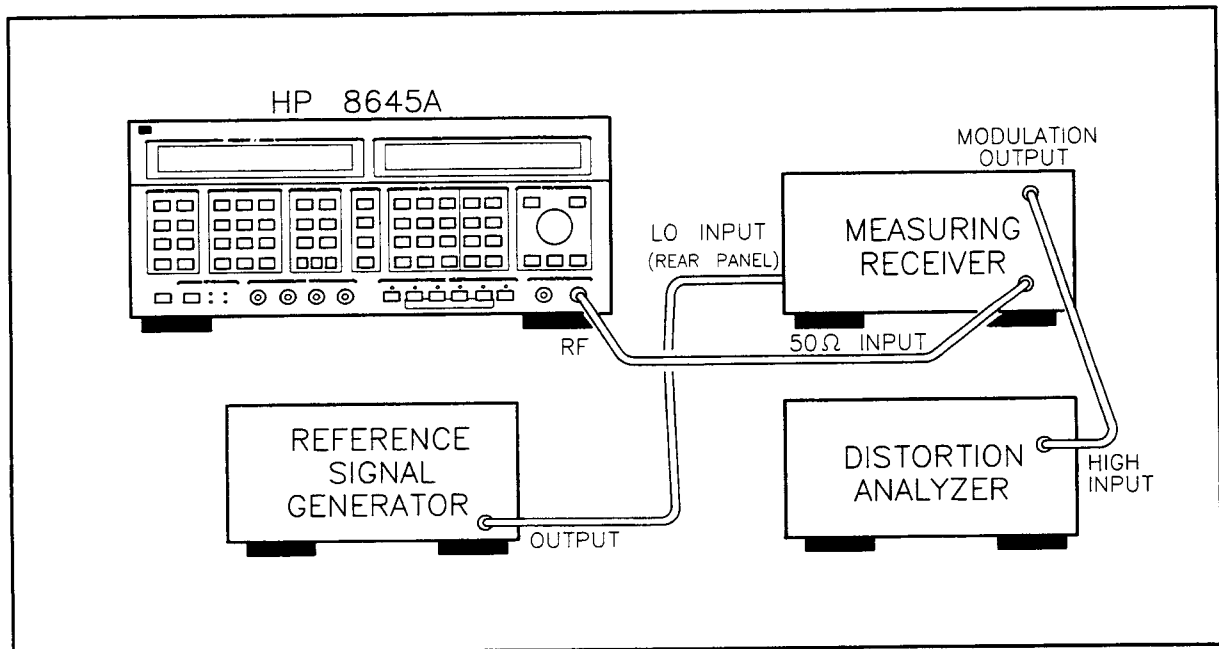 HP 8645A
MODULATION
OUTPUT
LO INPUT
(REAR PANEL)
MEASURING
RECEIVER
RF
50Ω INPUT
REFERENCE
SIGNAL
GENERATOR
OUTPUT
DISTORTION
ANALYZER
HIGH
INPUT